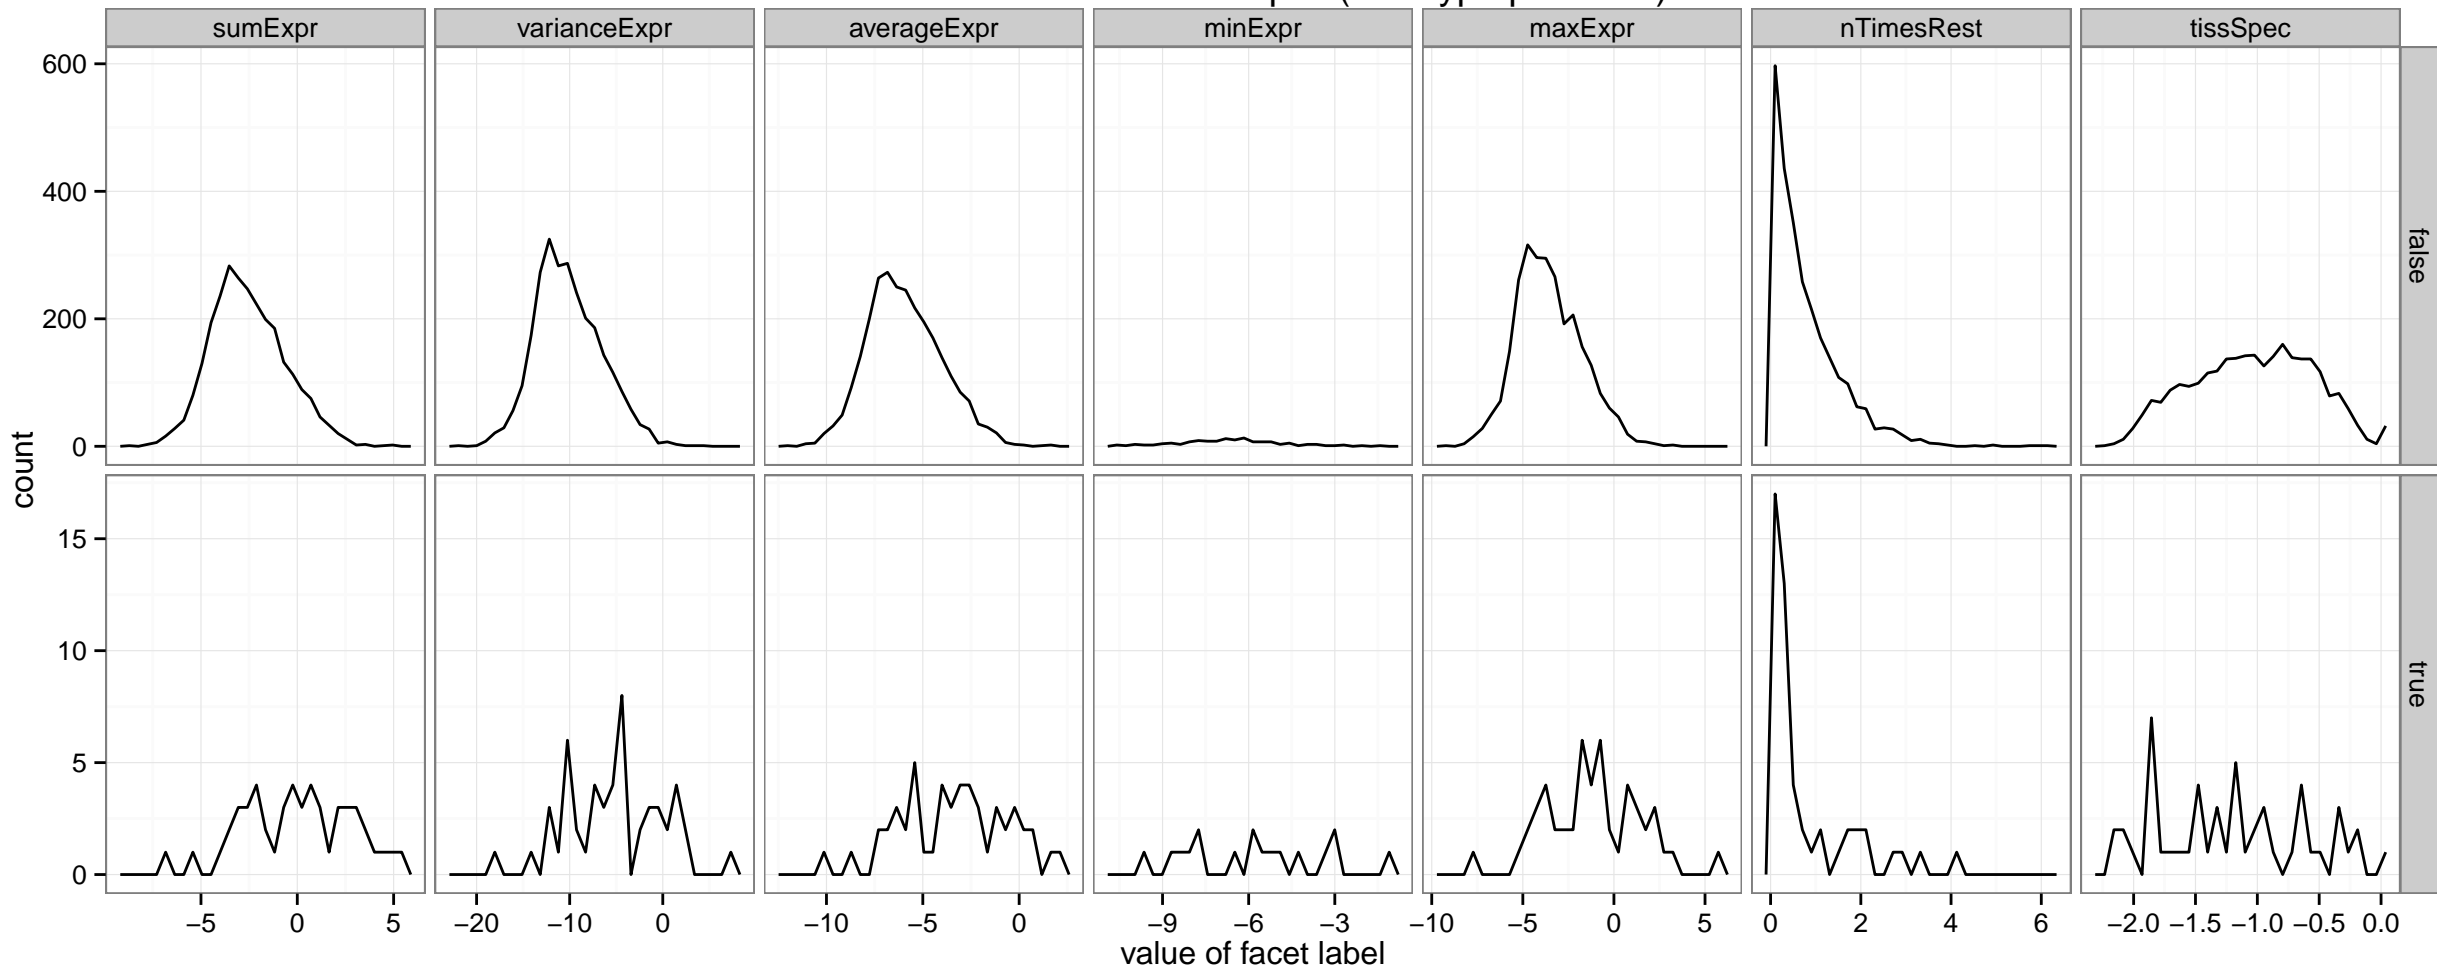 sumExpr varianceExpr averageExpr minExpr maxExpr nTimesRest tissSpec
600
400
200
0
false
count
15
10
5
0
true
−5 0 5 −20 −10 0 −10 −5 0 −9 −6 −3 −10 −5 0 5 0 2 4 6 −2.0 −1.5 −1.0 −0.5 0.0
value of facet label